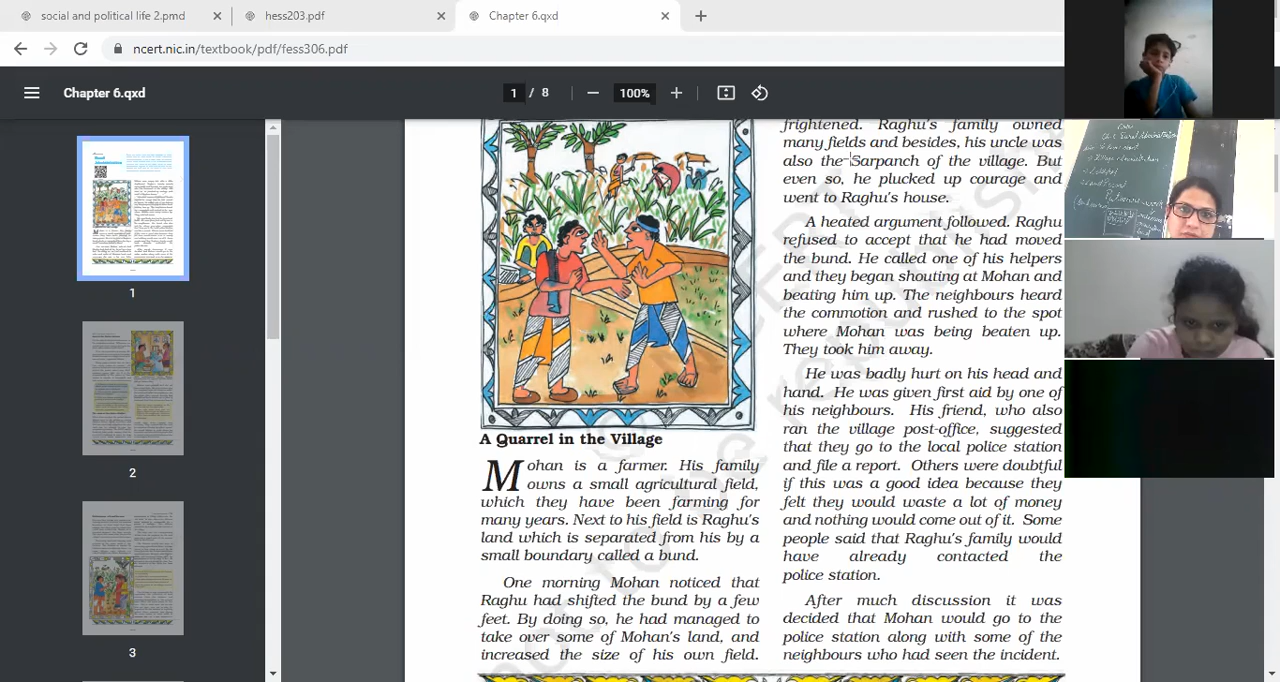 social and political life 2.pmd
hess203.pdf
Chapter 6.qxd
ncert.nic.in/textbook/pdf/fess306.pdf
Chapter 6.qxd
1 / 8
100%
1
2
3
A Quarrel in the Village
Mohan is a farmer. His family
owns a small agricultural field,
which they have been farming for
many years. Next to his field is Raghu's
land which is separated from his by a
small boundary called a bund.
One morning Mohan noticed that
Raghu had shifted the bund by a few
feet. By doing so, he had managed to
take over some of Mohan's land, and
increased the size of his own field.
frightened. Raghu's family owned
many fields and besides, his uncle was
also the Sarpanch of the village. But
even so, he plucked up courage and
went to Raghu's house.
A heated argument followed. Raghu
refused to accept that he had moved
the bund. He called one of his helpers
and they began shouting at Mohan and
beating him up. The neighbours heard
the commotion and rushed to the spot
where Mohan was being beaten up.
They took him away.
He was badly hurt on his head and
hand. He was given first aid by one of
his neighbours. His friend, who also
ran the village post-office, suggested
that they go to the local police station
and file a report. Others were doubtful
if this was a good idea because they
felt they would waste a lot of money
and nothing would come out of it. Some
people said that Raghu's family would
have already contacted the
police station.
After much discussion it was
decided that Mohan would go to the
police station along with some of the
neighbours who had seen the incident.